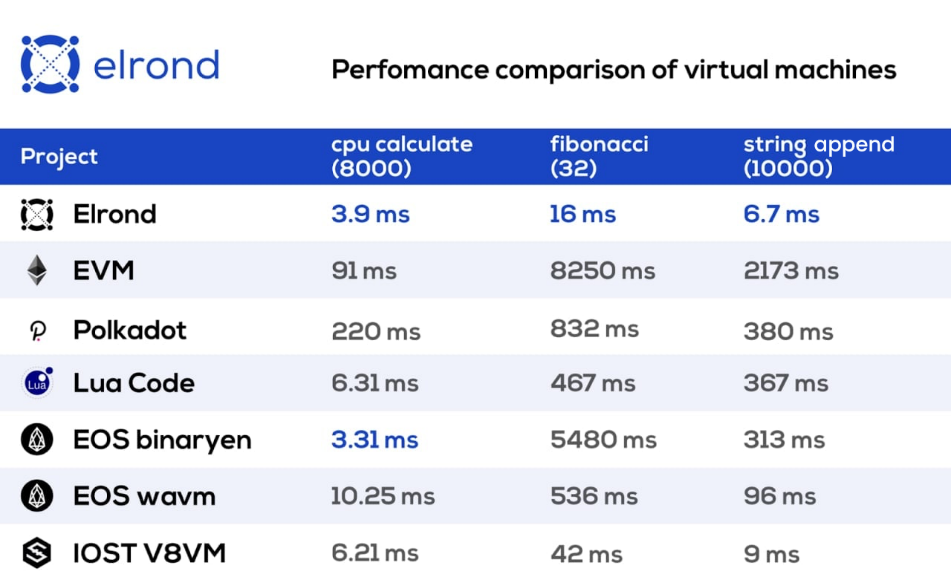 elrond
Perfomance comparison of virtual machines
Project cpu calculate (8000) fibonacci (32) string append (10000)
Elrond 3.9 ms 16 ms 6.7 ms
EVM 91 ms 8250 ms 2173 ms
Polkadot 220 ms 832 ms 380 ms
Lua Lua Code 6.31 ms 467 ms 367 ms
EOS binaryen 3.31 ms 5480 ms 313 ms
EOS wavm 10.25 ms 536 ms 96 ms
IOST V8VM 6.21 ms 42 ms 9 ms